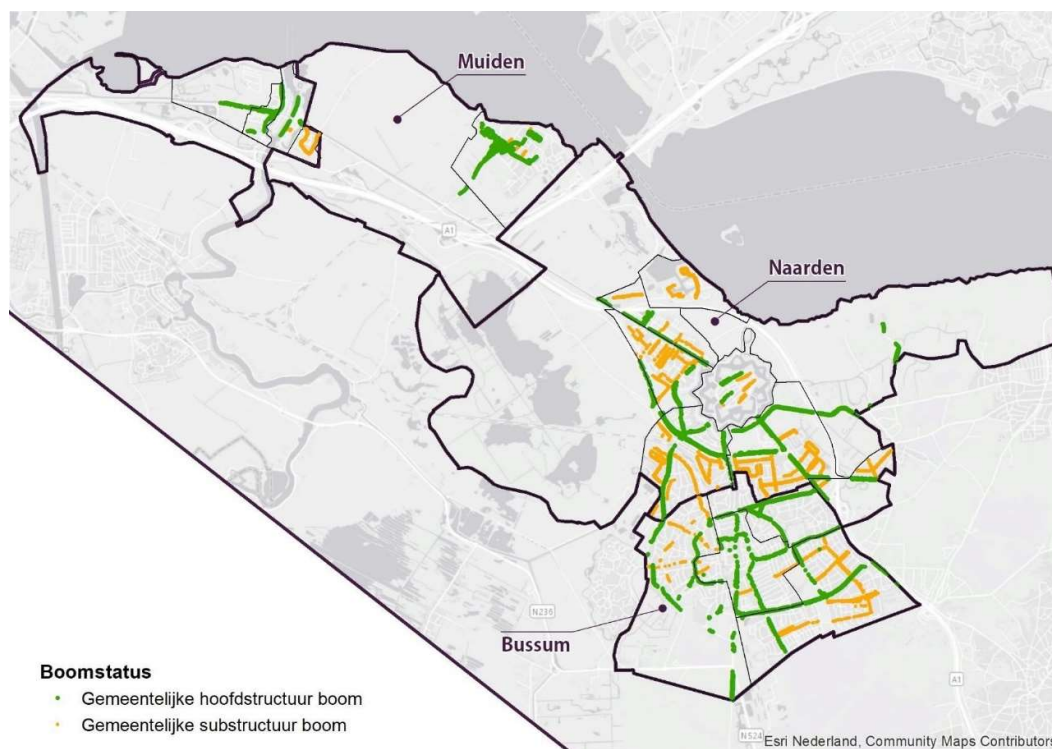 Muiden
A1
Naarden
N236
Bussum
A1
N524
Boomstatus
Gemeentelijke hoofdstructuur boom
Gemeentelijke substructuur boom
Esri Nederland, Community Maps Contributors